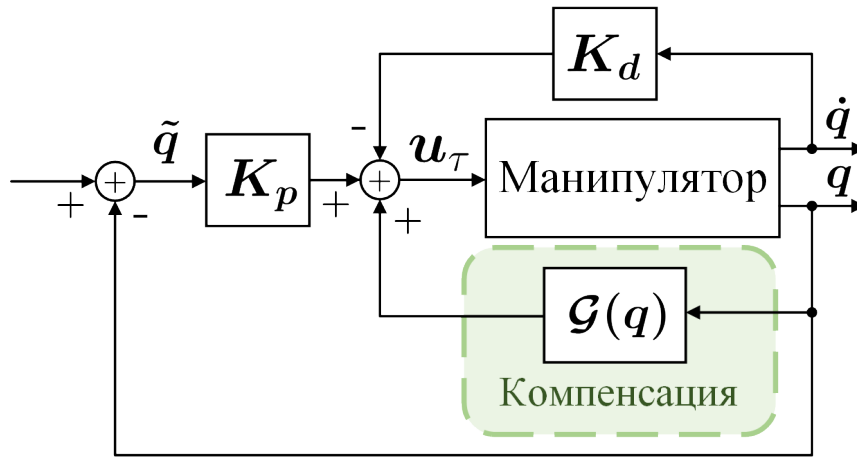 K_d
q̇
-
q̃
u_τ
K_p
Манипулятор
q
+
+
-
+
+
+
𝒢(q)
Компенсация